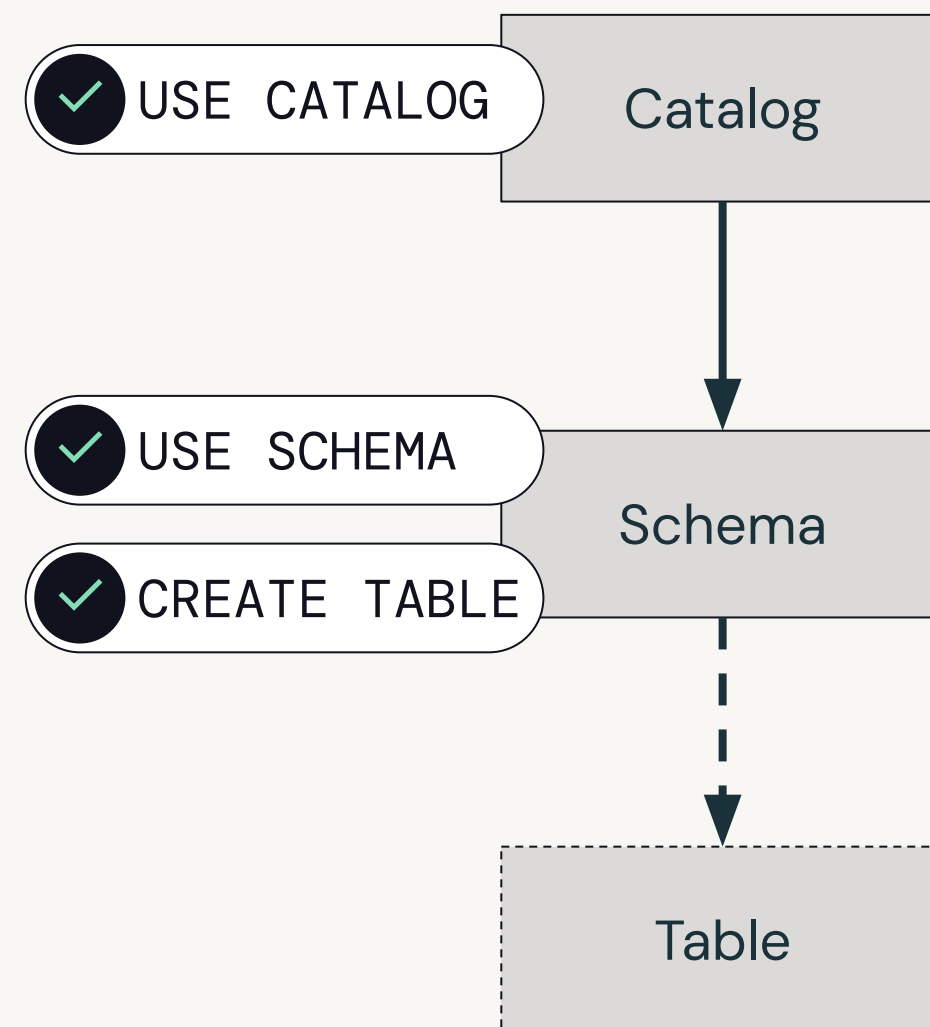 USE CATALOG
Catalog
USE SCHEMA
Schema
CREATE TABLE
Table